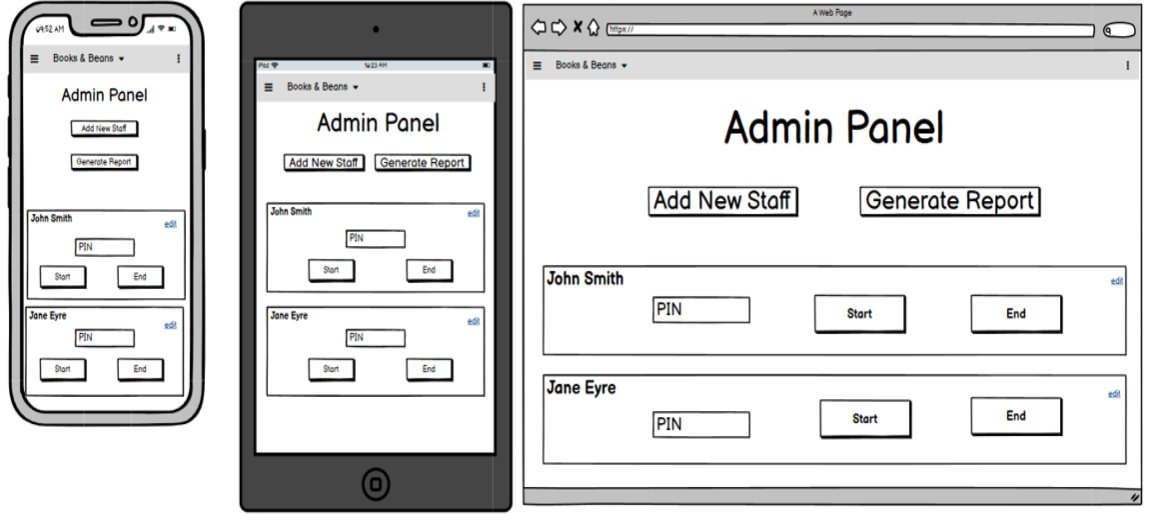 9:52 AM
Books & Beans
Admin Panel
Add New Staff
Generate Report
John Smith
edit
PIN
Start End
Jane Eyre
edit
PIN
Start End
iPad
Books & Beans
Admin Panel
Add New Staff Generate Report
John Smith
edit
PIN
Start End
Jane Eyre
edit
PIN
Start End
A Web Page
https://
Books & Beans
Admin Panel
Add New Staff Generate Report
John Smith
edit
PIN Start End
Jane Eyre
edit
PIN Start End